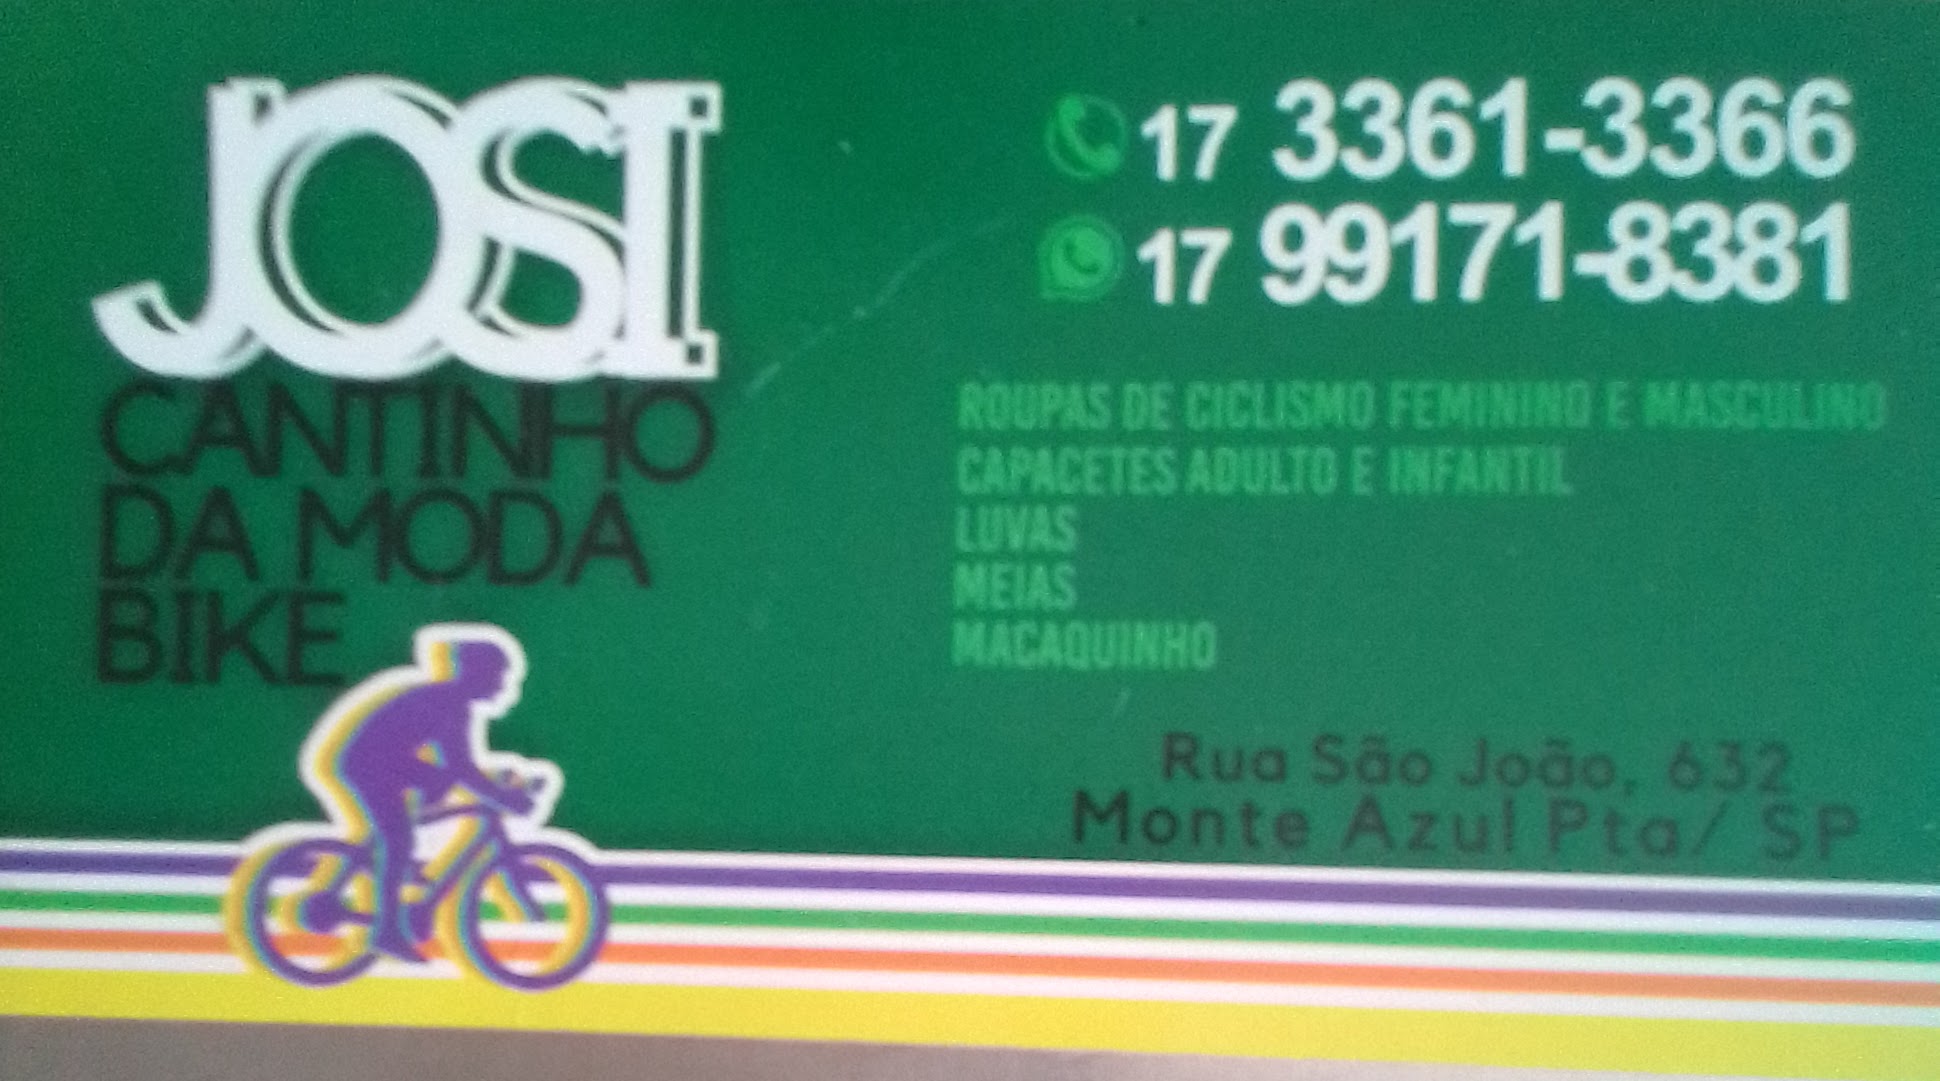 JOSI
CANTINHO
DA MODA
BIKE
17 3361-3366
17 99171-8381
ROUPAS DE CICLISMO FEMININO E MASCULINO
CAPACETES ADULTO E INFANTIL
LUVAS
MEIAS
MACAQUINHO
Rua São João, 632
Monte Azul Pta/ SP